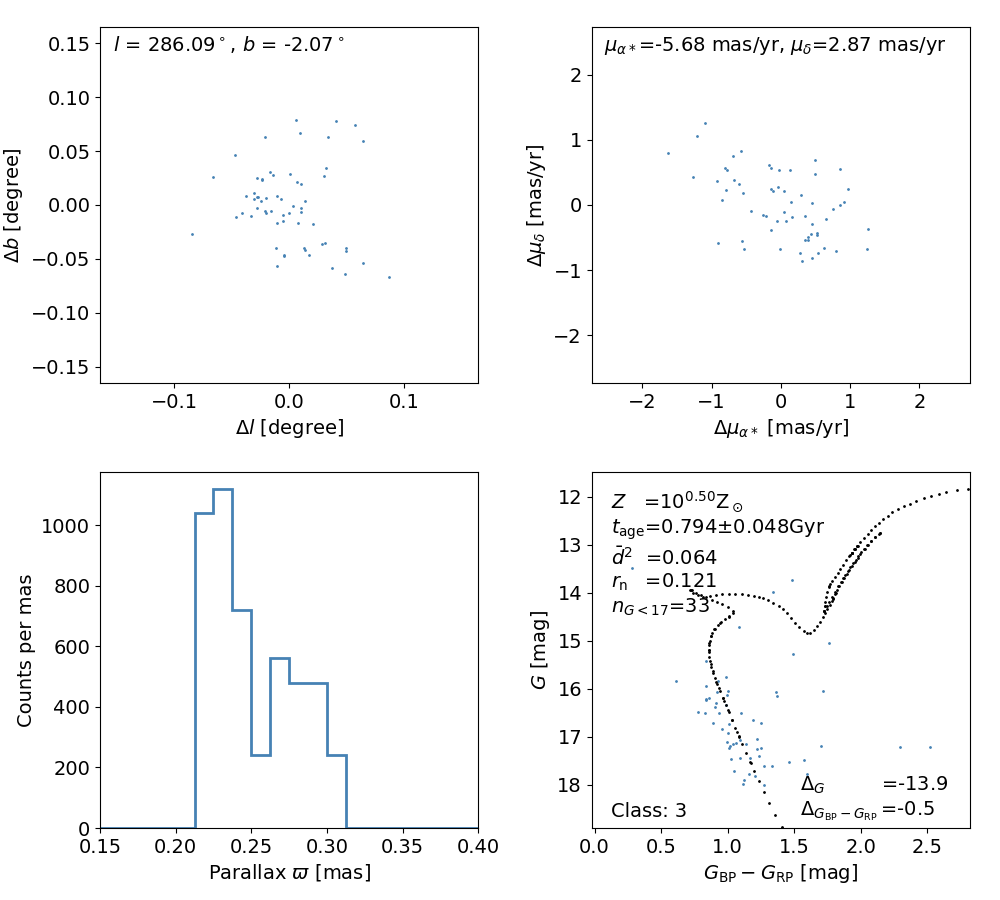 l = 286.09°, b = -2.07°
0.15
0.10
0.05
0.00
−0.05
−0.10
−0.15
Δb [degree]
−0.1
0.0
0.1
Δl [degree]
μα∗=-5.68 mas/yr, μδ=2.87 mas/yr
2
1
0
−1
−2
Δμδ [mas/yr]
−2
−1
0
1
2
Δμα∗ [mas/yr]
1000
800
600
400
200
0
Counts per mas
0.15
0.20
0.25
0.30
0.35
0.40
Parallax ϖ [mas]
Z =10^0.50 Z⊙
t_age=0.794±0.048Gyr
d̄² =0.064
r_n =0.121
n_G<17=33
12
13
14
15
16
17
18
G [mag]
Δ_G =-13.9
Δ_GBP−GRP =-0.5
Class: 3
0.0
0.5
1.0
1.5
2.0
2.5
G_BP − G_RP [mag]